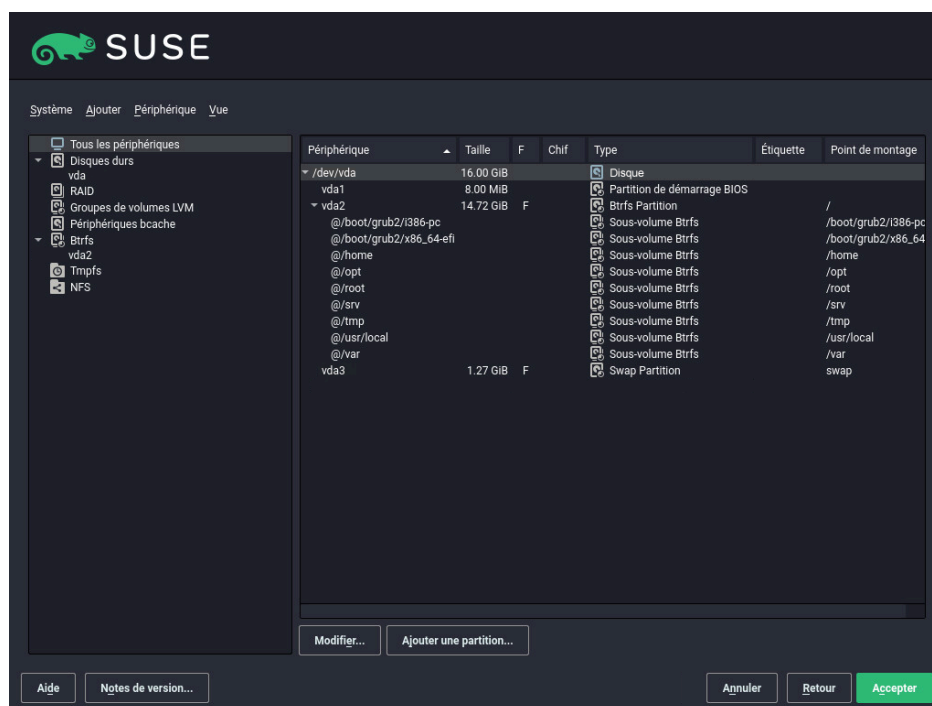 SUSE
Système Ajouter Périphérique Vue
Tous les périphériques
Disques durs
vda
RAID
Groupes de volumes LVM
Périphériques bcache
Btrfs
vda2
Tmpfs
NFS
Périphérique Taille F Chif Type Étiquette Point de montage
/dev/vda 16.00 GiB Disque
vda1 8.00 MiB Partition de démarrage BIOS
vda2 14.72 GiB F Btrfs Partition /
@/boot/grub2/i386-pc Sous-volume Btrfs /boot/grub2/i386-pc
@/boot/grub2/x86_64-efi Sous-volume Btrfs /boot/grub2/x86_64
@/home Sous-volume Btrfs /home
@/opt Sous-volume Btrfs /opt
@/root Sous-volume Btrfs /root
@/srv Sous-volume Btrfs /srv
@/tmp Sous-volume Btrfs /tmp
@/usr/local Sous-volume Btrfs /usr/local
@/var Sous-volume Btrfs /var
vda3 1.27 GiB F Swap Partition swap
Modifier... Ajouter une partition...
Aide Notes de version... Annuler Retour Accepter